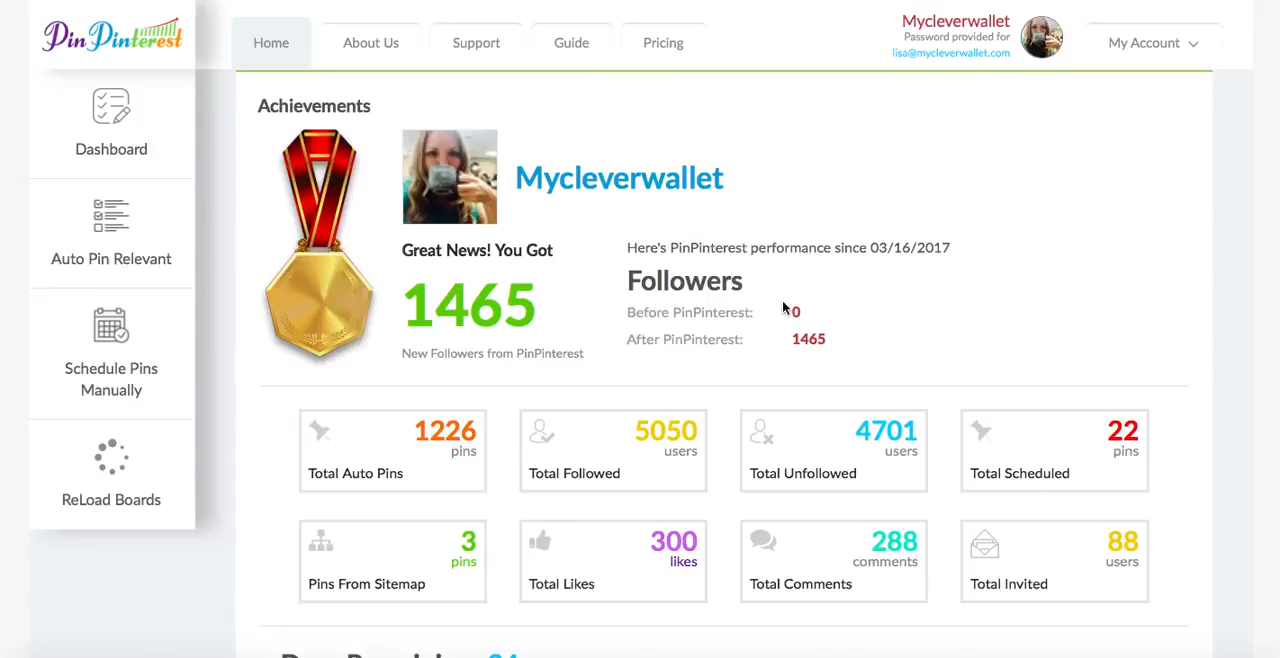 PinPinterest
Home
About Us
Support
Guide
Pricing
Mycleverwallet
Password provided for
lisa@mycleverwallet.com
My Account
Dashboard
Auto Pin Relevant
Schedule Pins
Manually
ReLoad Boards
Achievements
Mycleverwallet
Great News! You Got
1465
New Followers from PinPinterest
Here's PinPinterest performance since 03/16/2017
Followers
Before PinPinterest: 0
After PinPinterest: 1465
1226
pins
Total Auto Pins
5050
users
Total Followed
4701
users
Total Unfollowed
22
pins
Total Scheduled
3
pins
Pins From Sitemap
300
likes
Total Likes
288
comments
Total Comments
88
users
Total Invited